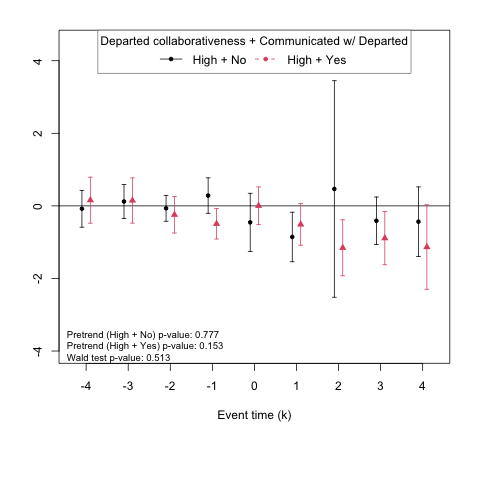 Departed collaborativeness + Communicated w/ Departed
High + No High + Yes
4
2
0
-2
-4
Pretrend (High + No) p-value: 0.777
Pretrend (High + Yes) p-value: 0.153
Wald test p-value: 0.513
-4 -3 -2 -1 0 1 2 3 4
Event time (k)